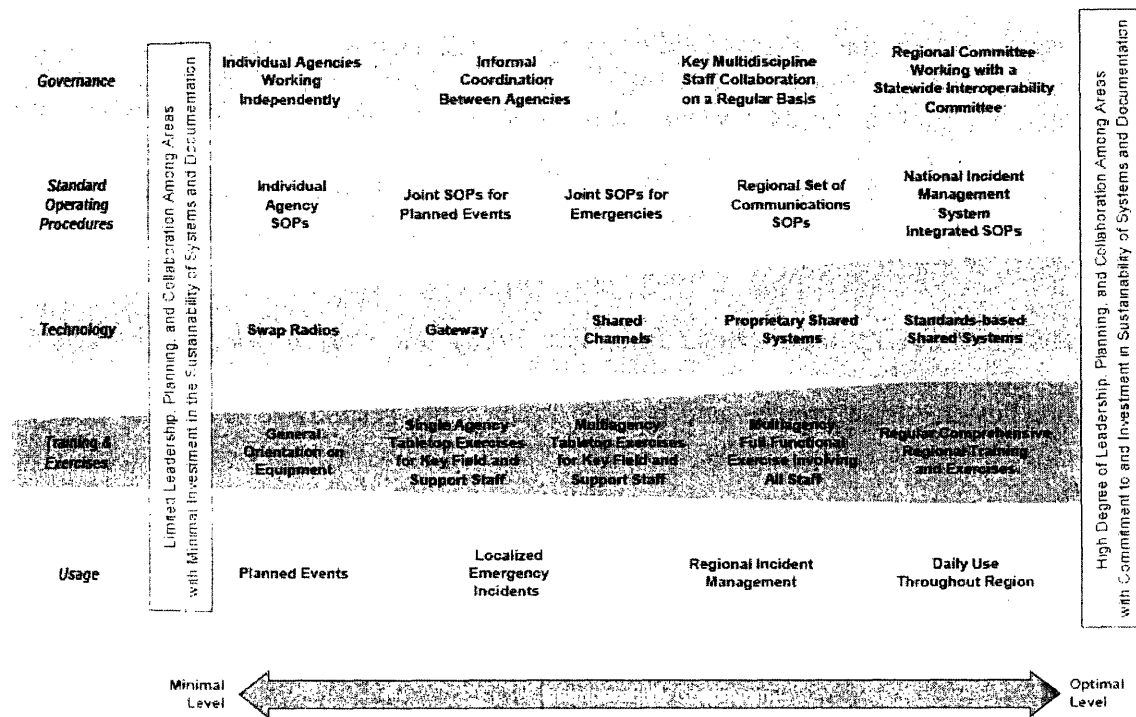 Governance
Individual Agencies
Working
Independently
Informal
Coordination
Between Agencies
Key Multidiscipline
Staff Collaboration
on a Regular Basis
Regional Committee
Working with a
Statewide Interoperability
Committee
Standard
Operating
Procedures
Individual
Agency
SOPs
Joint SOPs for
Planned Events
Joint SOPs for
Emergencies
Regional Set of
Communications
SOPs
National Incident
Management
System
Integrated SOPs
Technology
Swap Radios
Gateway
Shared
Channels
Proprietary Shared
Systems
Standards-based
Shared Systems
Training &
Exercises
General
Orientation on
Equipment
Single Agency
Tabletop Exercises
for Key Field and
Support Staff
Multiagency
Tabletop Exercises
for Key Field and
Support Staff
Multiagency
Full Functional
Exercise Involving
All Staff
Regular Comprehensive
Regional Training
and Exercises
Usage
Planned Events
Localized
Emergency
Incidents
Regional Incident
Management
Daily Use
Throughout Region
Limited Leadership, Planning, and Collaboration Among Areas
with Minimal Investment in the Sustainability of Systems and Documentation
High Degree of Leadership, Planning, and Collaboration Among Areas
with Commitment to and Investment in Sustainability of Systems and Documentation
Minimal
Level
Optimal
Level